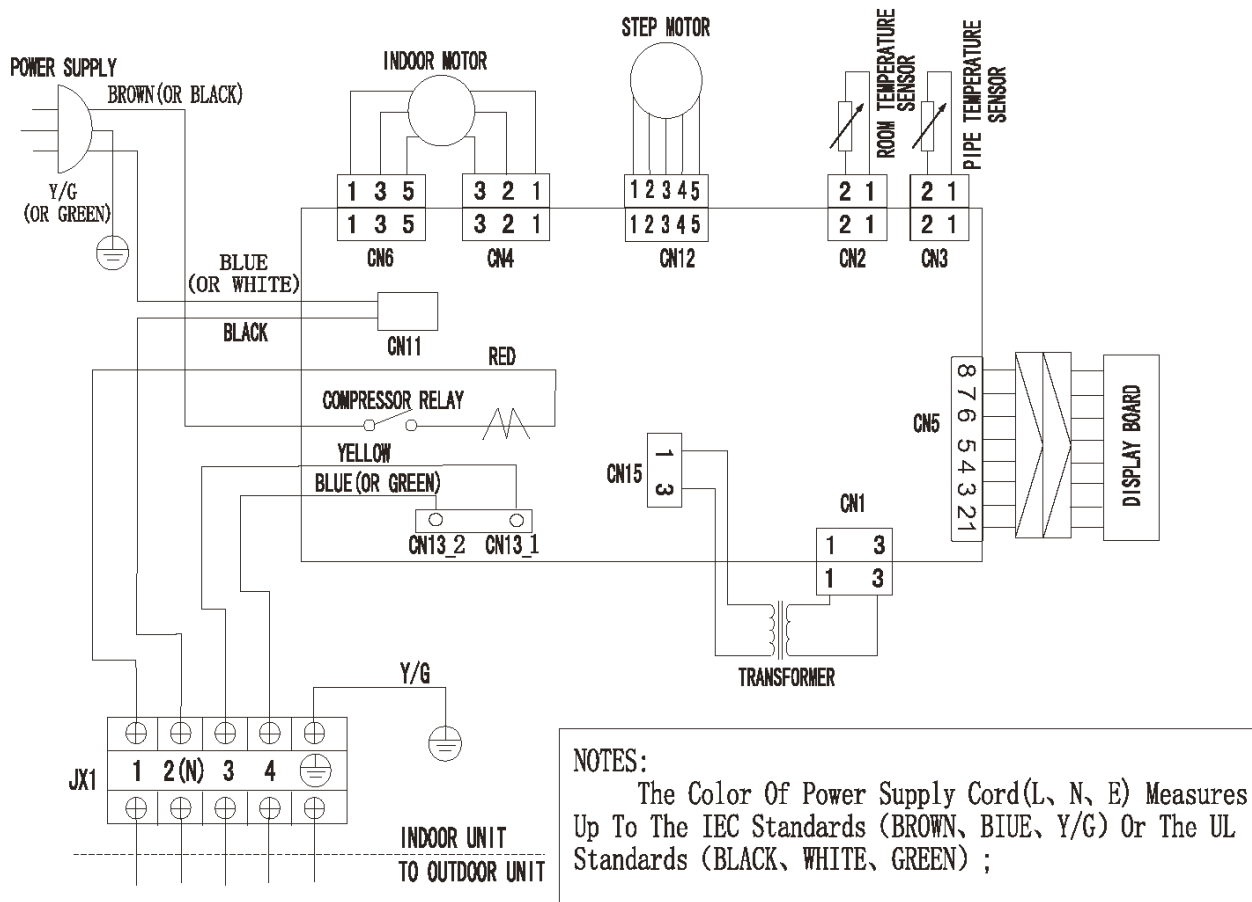 STEP MOTOR
INDOOR MOTOR
POWER SUPPLY
BROWN(OR BLACK)
ROOM TEMPERATURE
SENSOR
PIPE TEMPERATURE
SENSOR
Y/G
(OR GREEN)
1 3 5
3 2 1
1 2 3 4 5
2 1
2 1
1 3 5
3 2 1
1 2 3 4 5
2 1
2 1
CN6
CN4
CN12
CN2
CN3
BLUE
(OR WHITE)
BLACK
CN11
RED
COMPRESSOR RELAY
YELLOW
BLUE(OR GREEN)
CN13_2
CN13_1
CN15
1 3
CN1
1 3
1 3
CN5
8 7 6 5 4 3 2 1
DISPLAY BOARD
TRANSFORMER
Y/G
JX1
1 2(N) 3 4
INDOOR UNIT
TO OUTDOOR UNIT
NOTES:
The Color Of Power Supply Cord(L、N、E) Measures
Up To The IEC Standards (BROWN、BIUE、Y/G) Or The UL
Standards (BLACK、WHITE、GREEN) ;